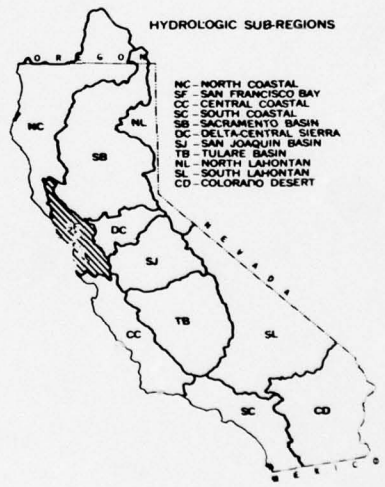 HYDROLOGIC SUB-REGIONS
OREGON
NC - NORTH COASTAL
SF - SAN FRANCISCO BAY
CC - CENTRAL COASTAL
SC - SOUTH COASTAL
SB - SACRAMENTO BASIN
DC - DELTA-CENTRAL SIERRA
SJ - SAN JOAQUIN BASIN
TB - TULARE BASIN
NL - NORTH LAHONTAN
SL - SOUTH LAHONTAN
CD - COLORADO DESERT
NC
NL
SB
NEVADA
DC
SJ
CC
TB
SL
SC
CD
MEXICO